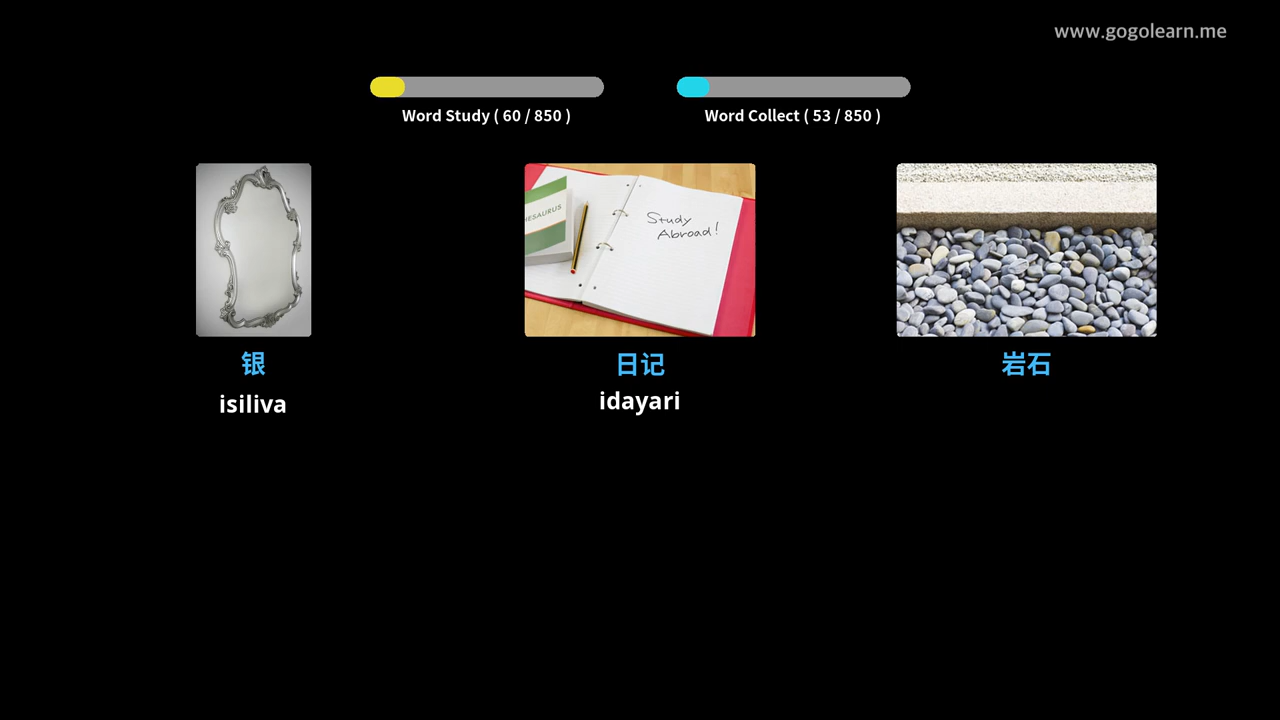 www.gogolearn.me
Word Study ( 60 / 850 )
Word Collect ( 53 / 850 )
HESAURUS
Study
Abroad!
银
日记
岩石
isiliva
idayari